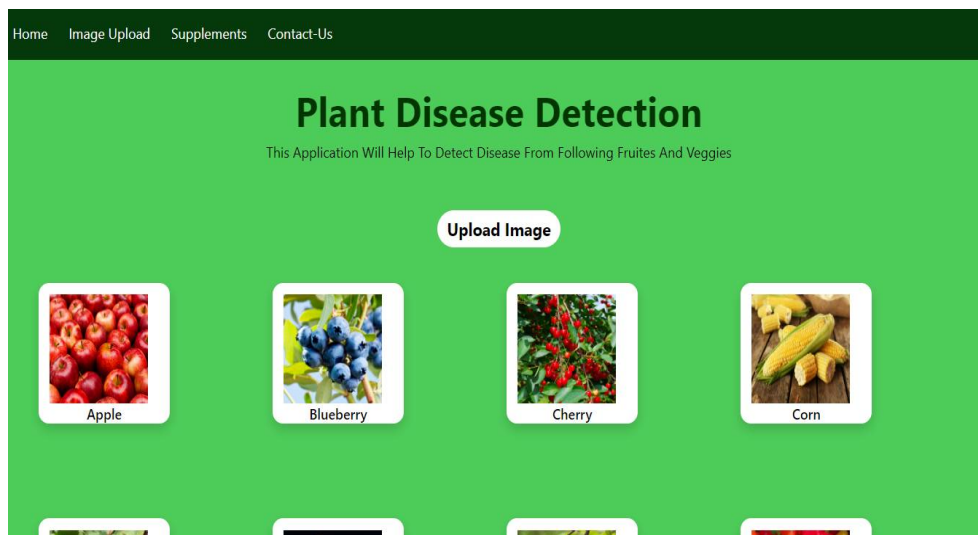 Home Image Upload Supplements Contact-Us
Plant Disease Detection
This Application Will Help To Detect Disease From Following Fruites And Veggies
Upload Image
Apple Blueberry Cherry Corn